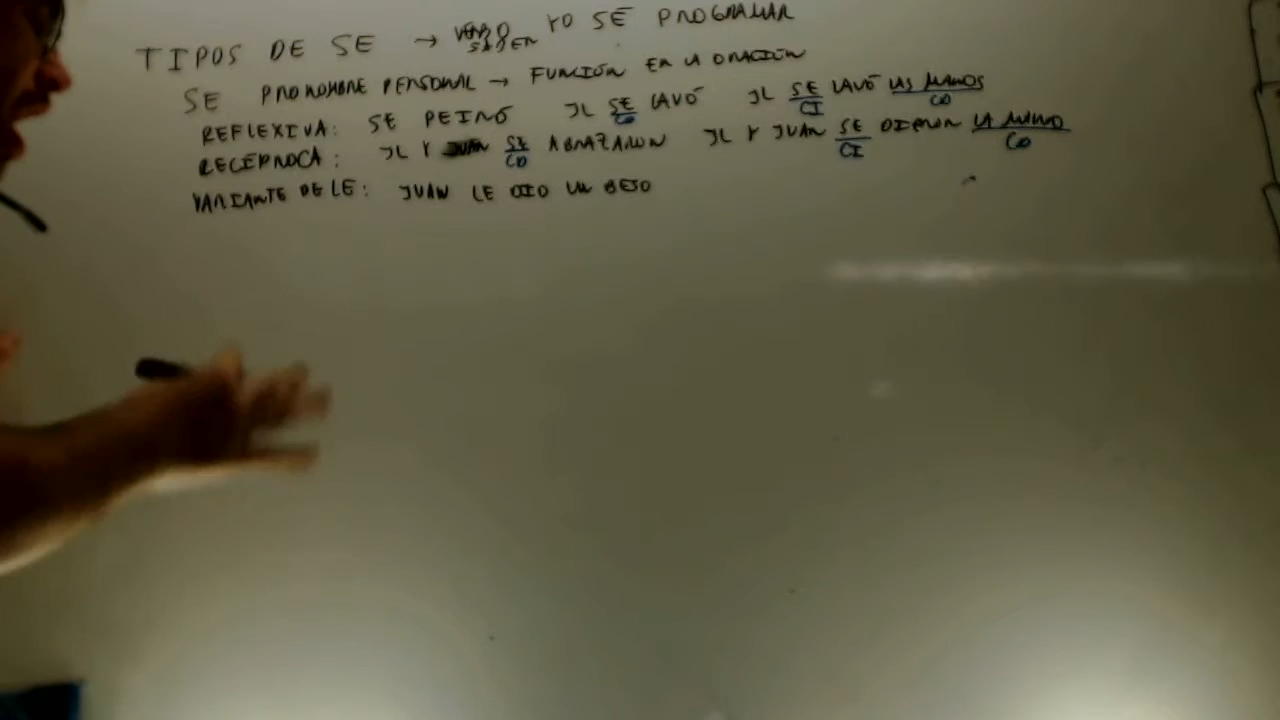 TIPOS DE SE → VERBO SABER YO SÉ PROGRAMAR
SE PRONOMBRE PERSONAL → FUNCIÓN EN LA ORACIÓN
REFLEXIVA: SE PEINÓ JL SE LAVÓ JL SE LAVÓ LAS MANOS
CD CI CD
RECÍPROCA: JL Y JUAN SE ABRAZARON JL Y JUAN SE DIERON LA MANO
CD CI CD
VARIANTE DE LE: JUAN LE DIO UN BESO